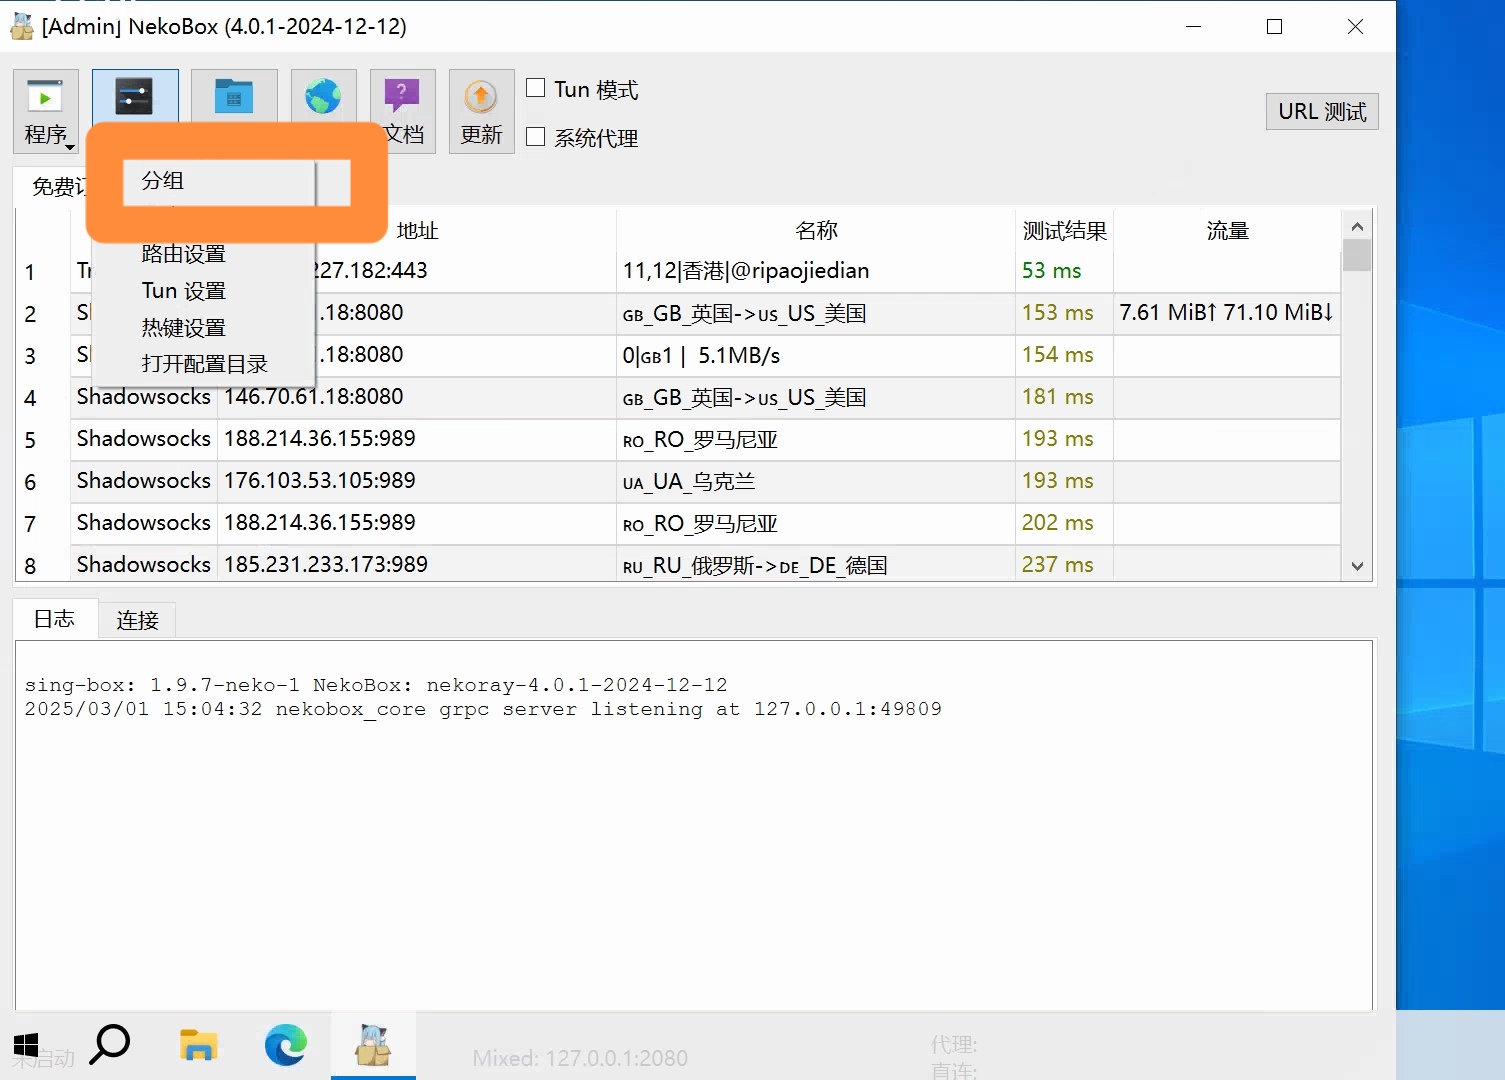 [Admin] NekoBox (4.0.1-2024-12-12)
程序
文档
更新
Tun 模式
系统代理
URL 测试
免费
分组
路由设置
Tun 设置
热键设置
打开配置目录
地址 名称 测试结果 流量
1 Tr 227.182:443 11,12|香港|@ripaojiedian 53 ms
2 .18:8080 GB_GB_英国->US_US_美国 153 ms 7.61 MiB↑ 71.10 MiB↓
3 .18:8080 0|GB1 | 5.1MB/s 154 ms
4 Shadowsocks 146.70.61.18:8080 GB_GB_英国->US_US_美国 181 ms
5 Shadowsocks 188.214.36.155:989 RO_RO_罗马尼亚 193 ms
6 Shadowsocks 176.103.53.105:989 UA_UA_乌克兰 193 ms
7 Shadowsocks 188.214.36.155:989 RO_RO_罗马尼亚 202 ms
8 Shadowsocks 185.231.233.173:989 RU_RU_俄罗斯->DE_DE_德国 237 ms
日志 连接
sing-box: 1.9.7-neko-1 NekoBox: nekoray-4.0.1-2024-12-12
2025/03/01 15:04:32 nekobox_core grpc server listening at 127.0.0.1:49809
未启动
Mixed: 127.0.0.1:2080
代理:
直连: